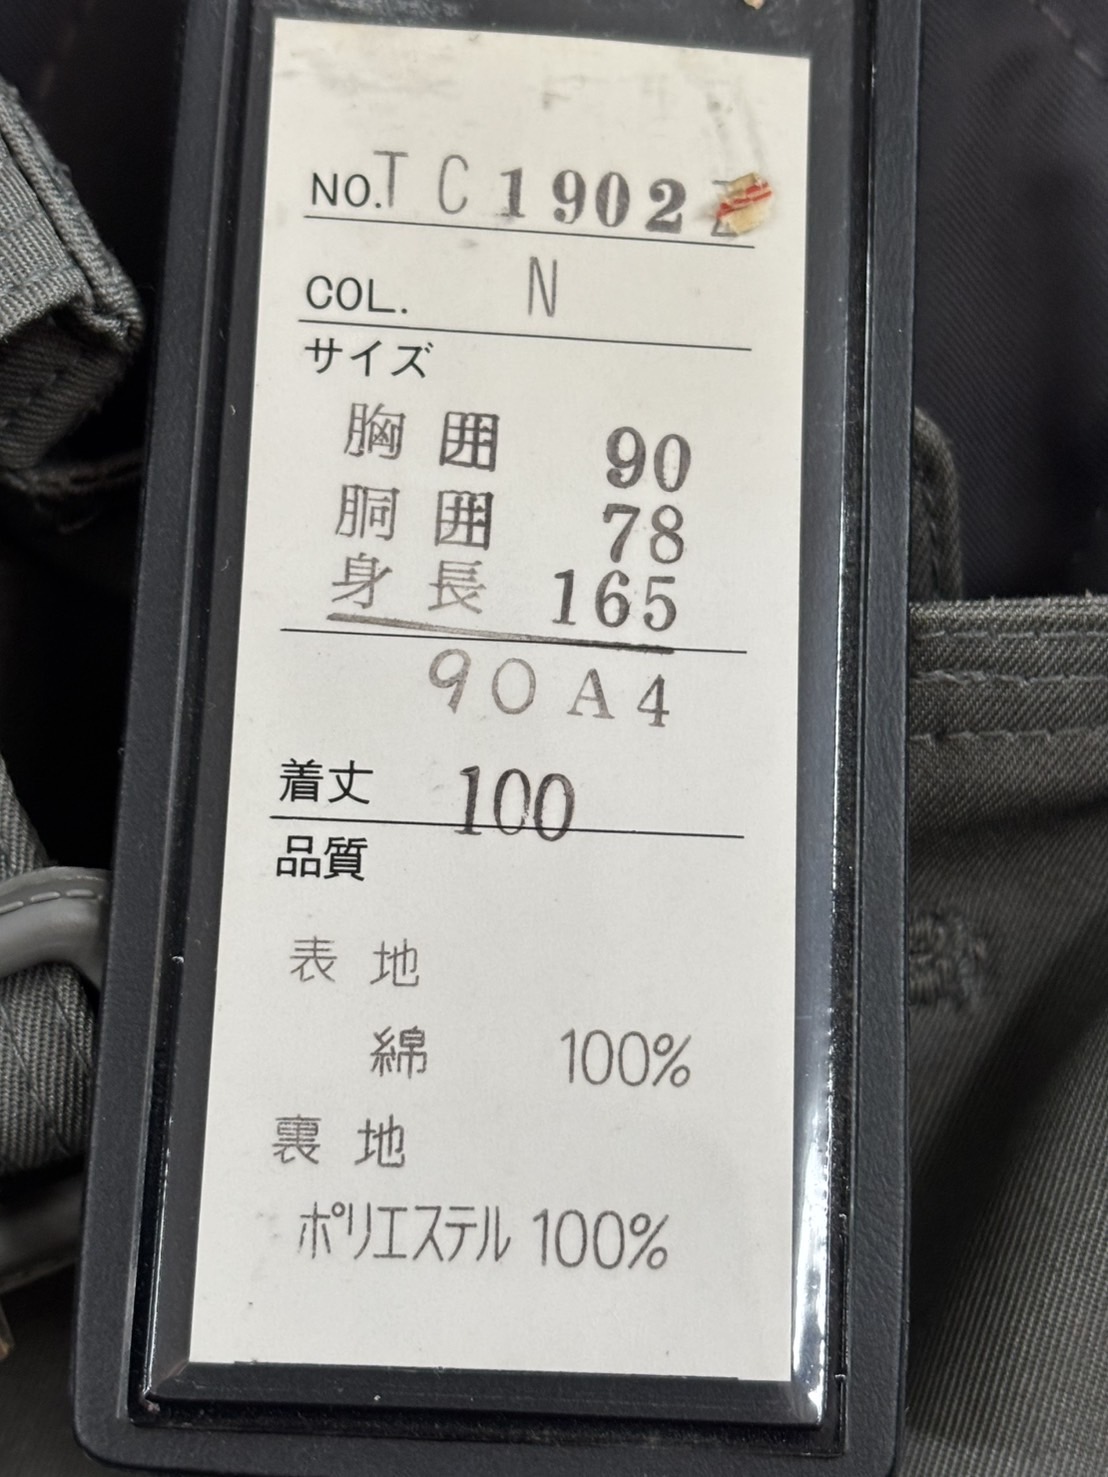 NO. TC1902
COL. N
サイズ
胸囲 90
胴囲 78
身長 165
90A4
着丈 100
品質
表地
綿 100%
裏地
ポリエステル 100%